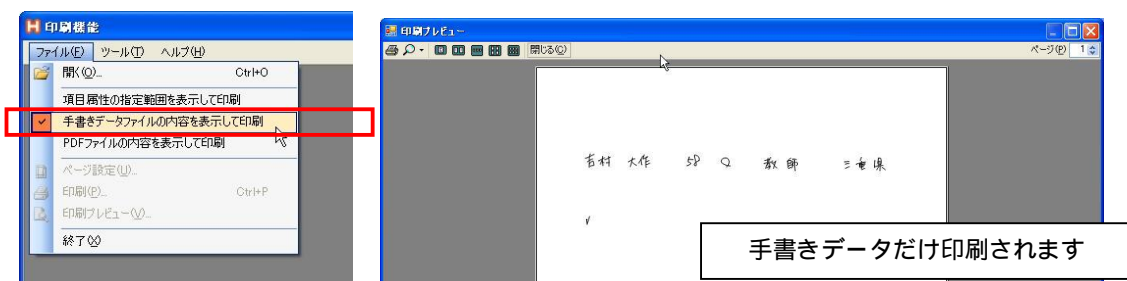 印刷機能
ファイル(F) ツール(T) ヘルプ(H)
開く(O)... Ctrl+O
項目属性の指定範囲を表示して印刷
手書きデータファイルの内容を表示して印刷
PDFファイルの内容を表示して印刷
ページ設定(U)...
印刷(P)... Ctrl+P
印刷プレビュー(V)...
終了(X)
印刷プレビュー
閉じる(C) ページ(P) 1
吉村 大作 58 教師 三重県
手書きデータだけ印刷されます